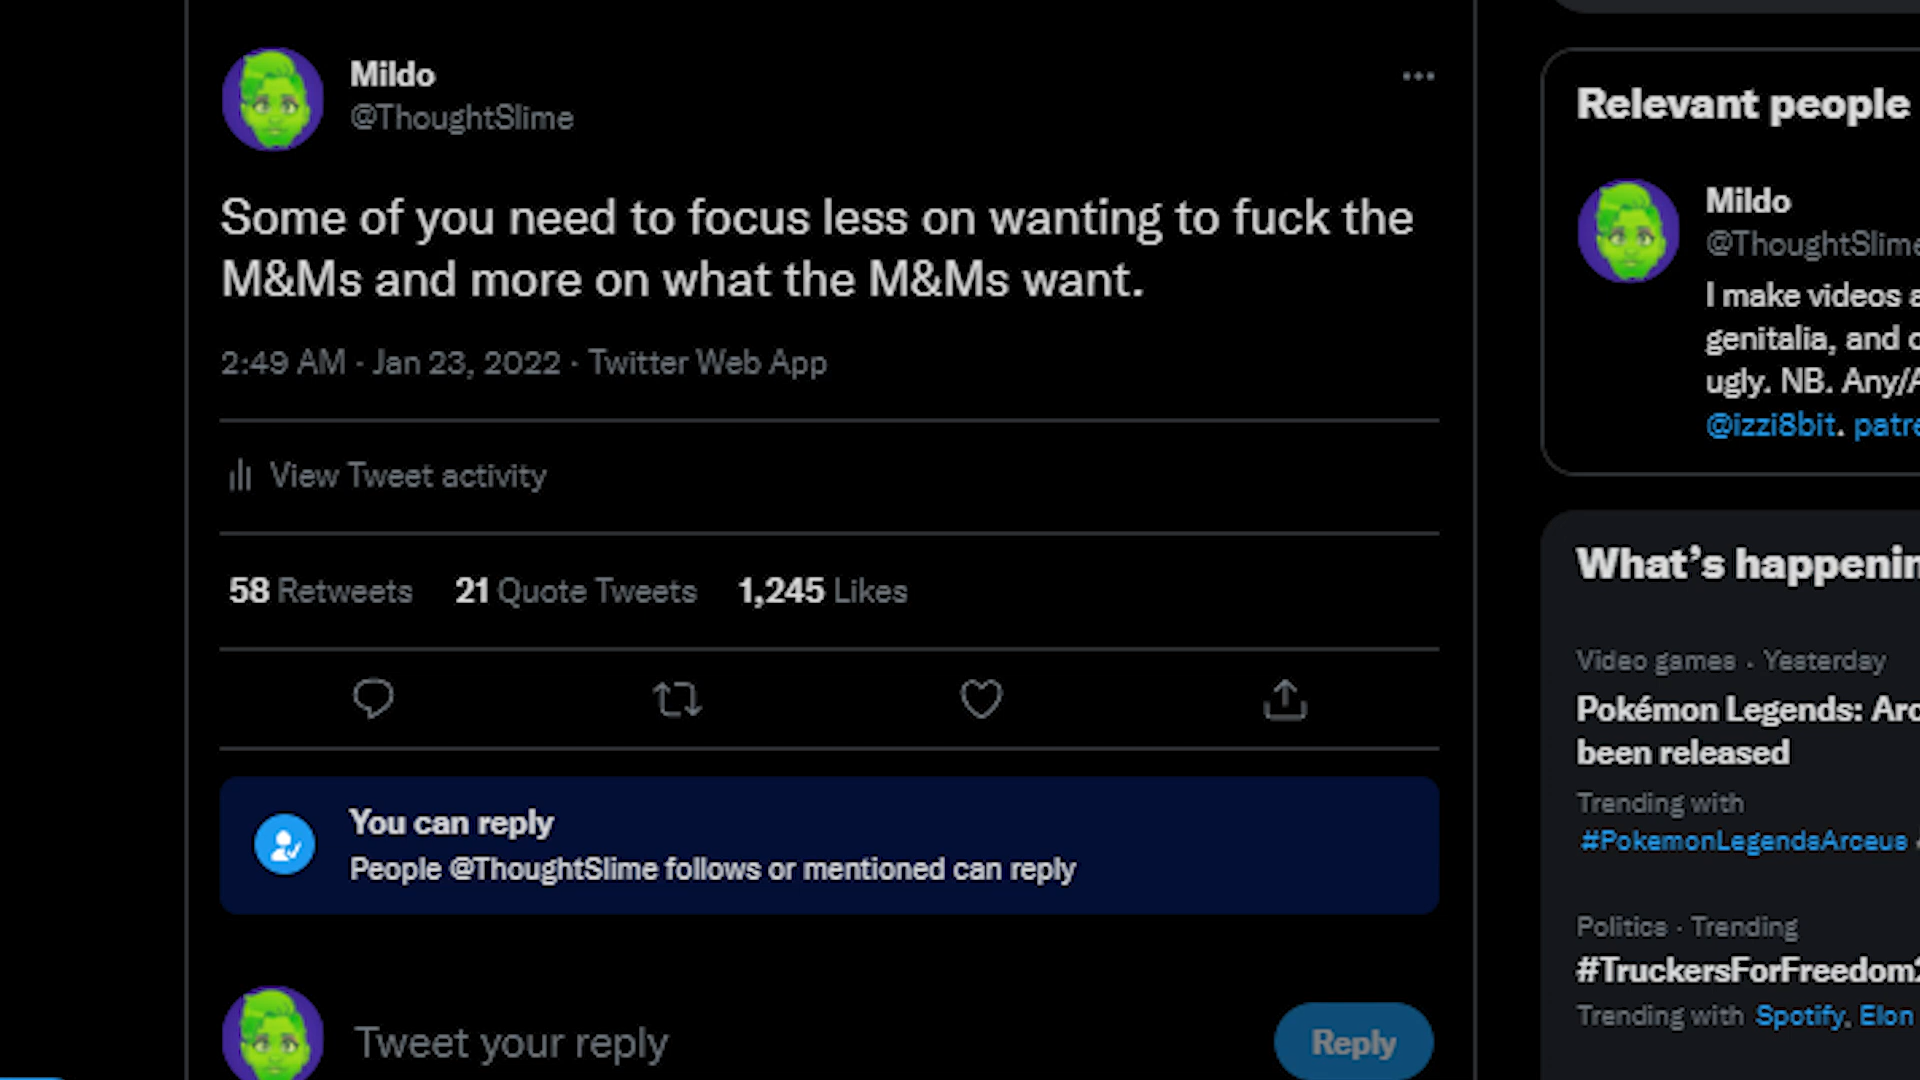 Mildo
@ThoughtSlime
Some of you need to focus less on wanting to fuck the
M&Ms and more on what the M&Ms want.
2:49 AM · Jan 23, 2022 · Twitter Web App
View Tweet activity
58 Retweets 21 Quote Tweets 1,245 Likes
You can reply
People @ThoughtSlime follows or mentioned can reply
Tweet your reply
Reply
Relevant people
Mildo
@ThoughtSlime
I make videos
genitalia, and
ugly. NB. Any/
@izzi8bit.
What's
Video games · Yesterday
Pokémon Legends:
been released
Trending with
#PokemonLegendsArceus
Politics · Trending
#TruckersForFreedom
Trending with Spotify, Elon